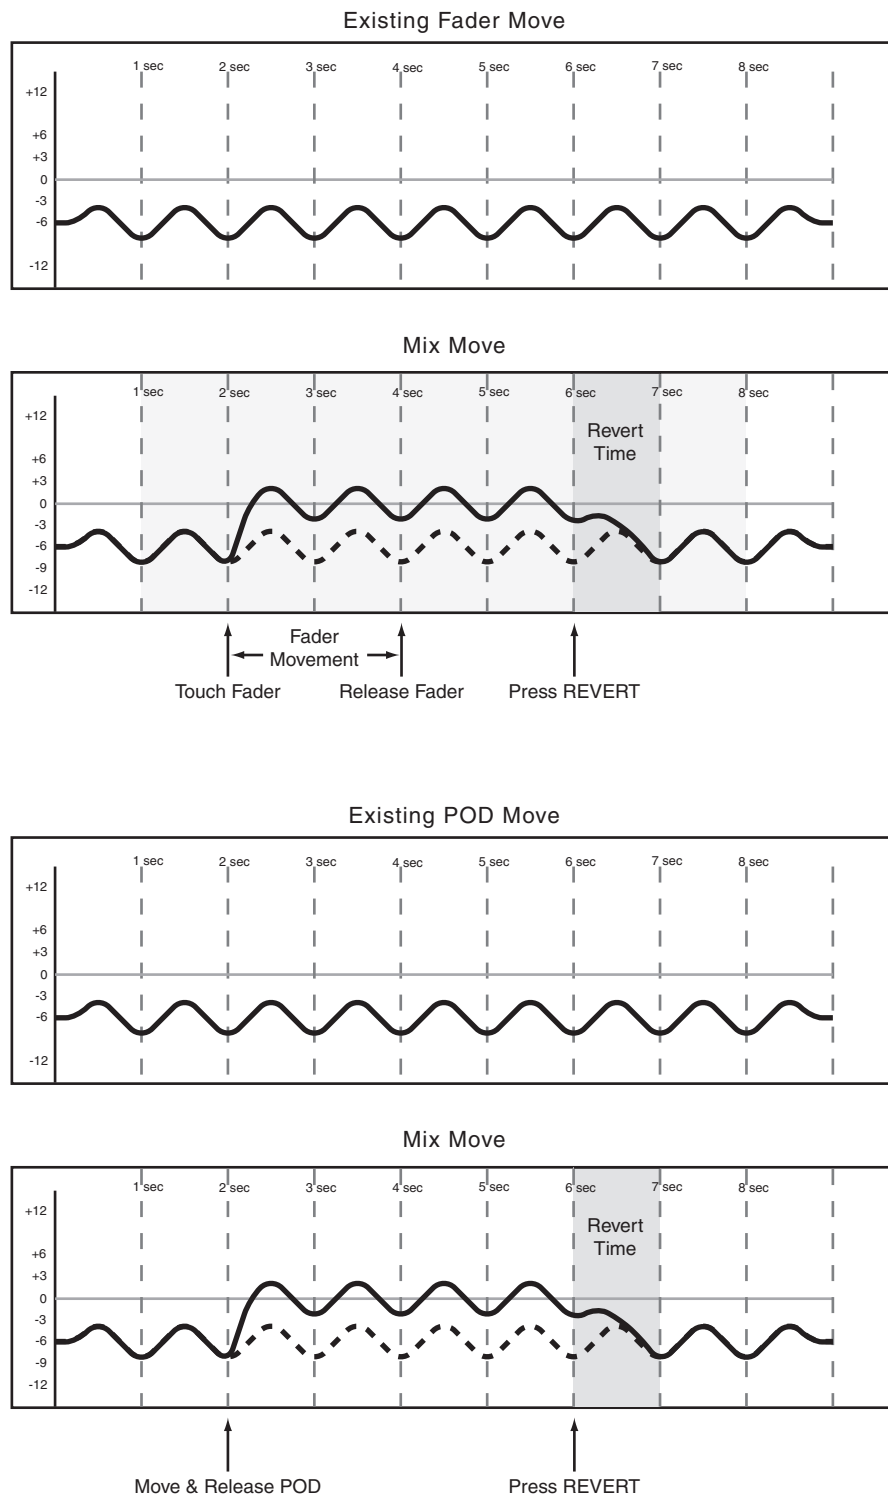 Existing Fader Move
1 sec 2 sec 3 sec 4 sec 5 sec 6 sec 7 sec 8 sec
+12
+6
+3
0
-3
-6
-12
Mix Move
1 sec 2 sec 3 sec 4 sec 5 sec 6 sec 7 sec 8 sec
+12
Revert
Time
+6
+3
0
-3
-6
-9
-12
Fader
Movement
Touch Fader Release Fader Press REVERT
Existing POD Move
1 sec 2 sec 3 sec 4 sec 5 sec 6 sec 7 sec 8 sec
+12
+6
+3
0
-3
-6
-12
Mix Move
1 sec 2 sec 3 sec 4 sec 5 sec 6 sec 7 sec 8 sec
+12
Revert
Time
+6
+3
0
-3
-6
-9
-12
Move & Release POD Press REVERT